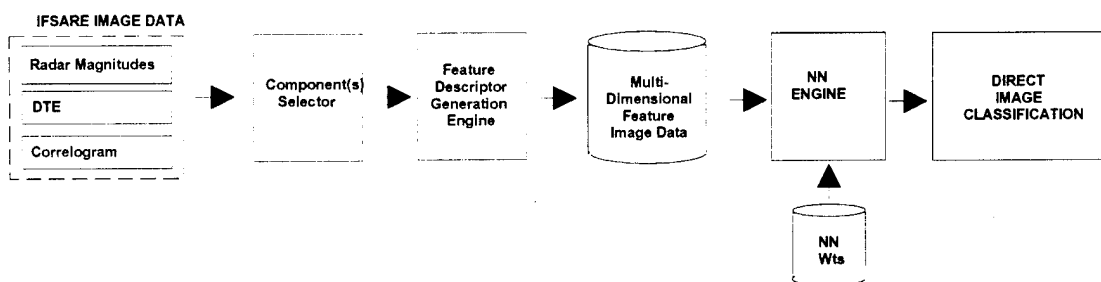 IFSARE IMAGE DATA
Radar Magnitudes
DTE
Correlogram
Component(s)
Selector
Feature
Descriptor
Generation
Engine
Multi-
Dimensional
Feature
Image Data
NN
ENGINE
NN
Wts
DIRECT
IMAGE
CLASSIFICATION